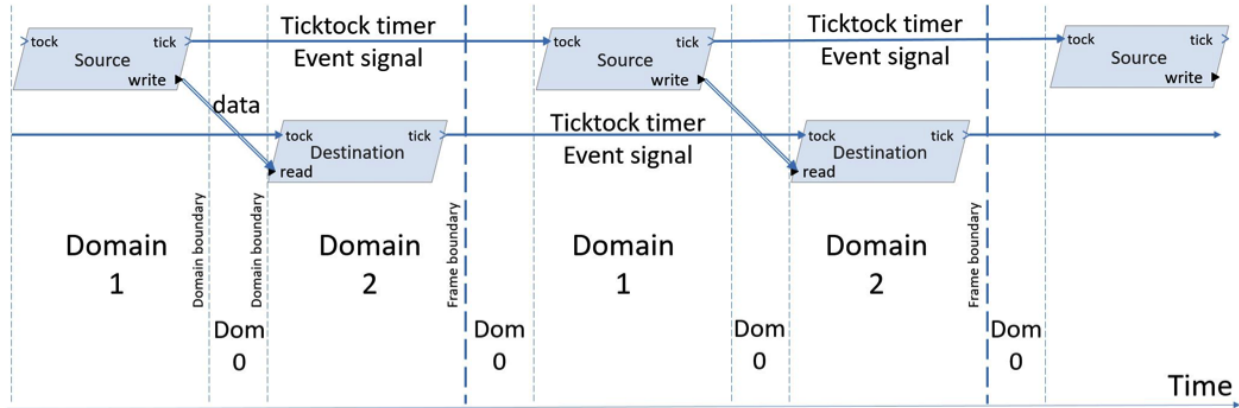 Ticktock timer
Event signal
Ticktock timer
Event signal
tock tick
Source
write
tock tick
Source
write
tock tick
Source
write
data
tock tick
Destination
read
Ticktock timer
Event signal
tock tick
Destination
read
Domain
1
Domain boundary
Domain boundary
Domain
2
Frame boundary
Domain
1
Domain
2
Frame boundary
Dom
0
Dom
0
Dom
0
Dom
0
Time